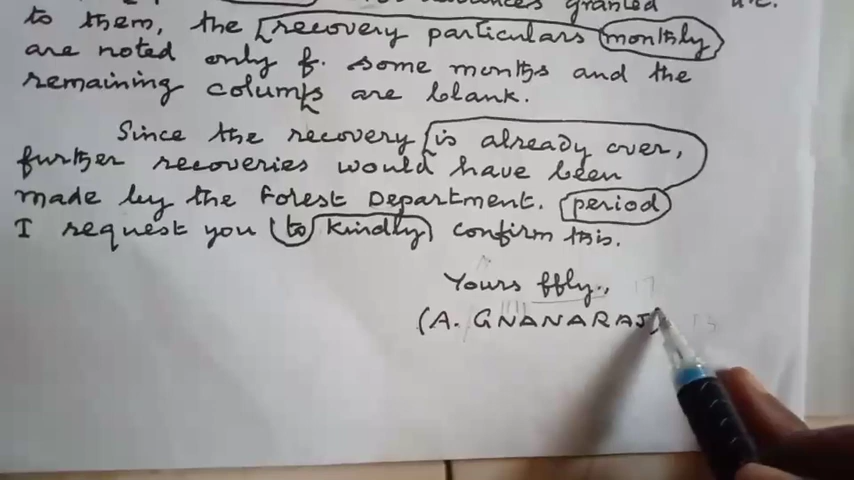 advances granted
to them, the recovery particulars monthly
are noted only f. some months and the
remaining columns are blank.
Since the recovery is already over,
further recoveries would have been
made by the Forest Department. period
I request you to kindly confirm this.
Yours ffly.,
(A. GNANARAJ)